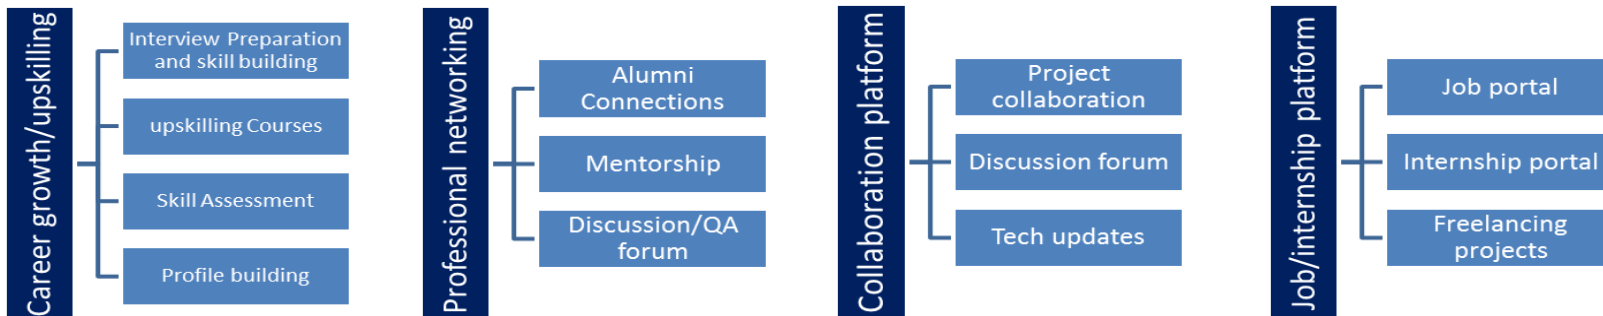 Career growth/upskilling
Interview Preparation
and skill building
upskilling Courses
Skill Assessment
Profile building
Professional networking
Alumni
Connections
Mentorship
Discussion/QA
forum
Collaboration platform
Project
collaboration
Discussion forum
Tech updates
Job/internship platform
Job portal
Internship portal
Freelancing
projects